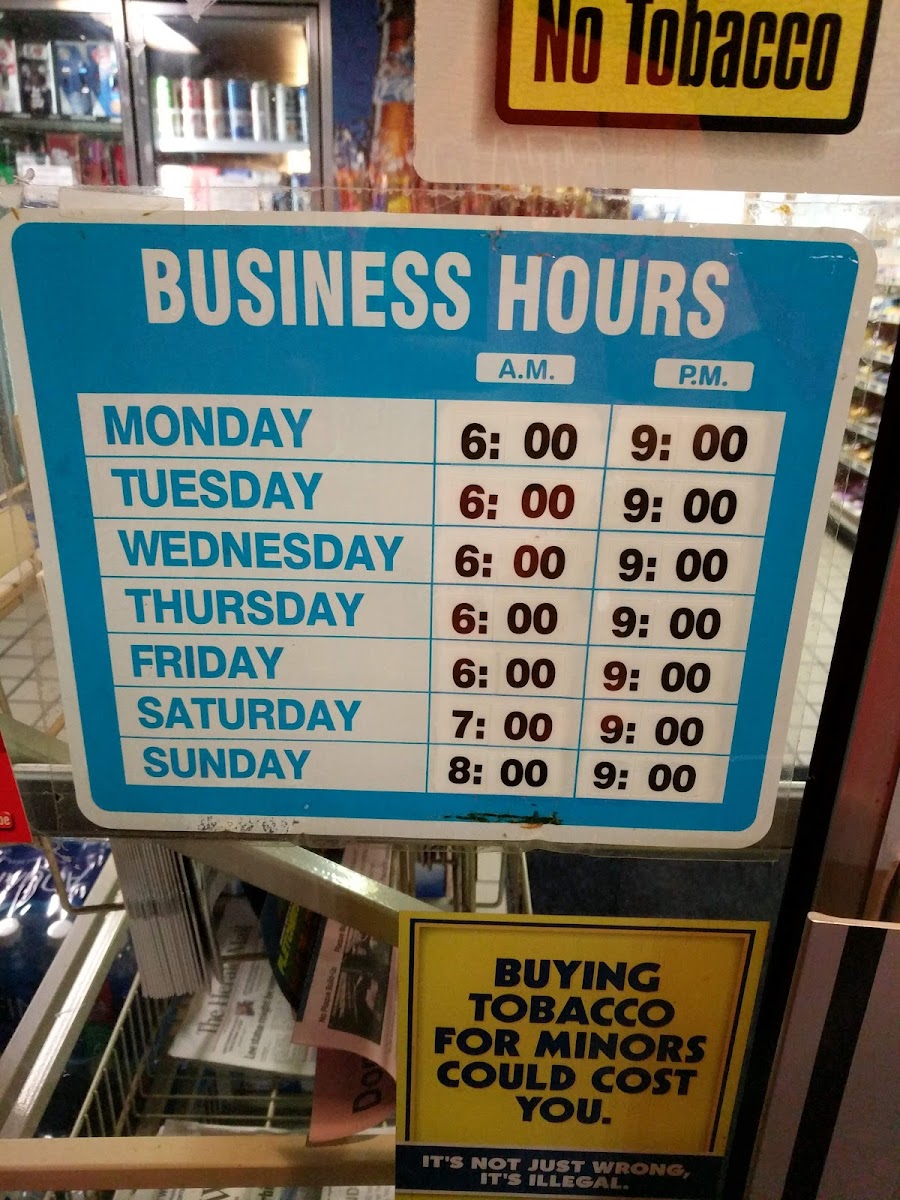 No Tobacco
BUSINESS HOURS
A.M. P.M.
MONDAY 6: 00 9: 00
TUESDAY 6: 00 9: 00
WEDNESDAY 6: 00 9: 00
THURSDAY 6: 00 9: 00
FRIDAY 6: 00 9: 00
SATURDAY 7: 00 9: 00
SUNDAY 8: 00 9: 00
BUYING
TOBACCO
FOR MINORS
COULD COST
YOU.
IT'S NOT JUST WRONG,
IT'S ILLEGAL.